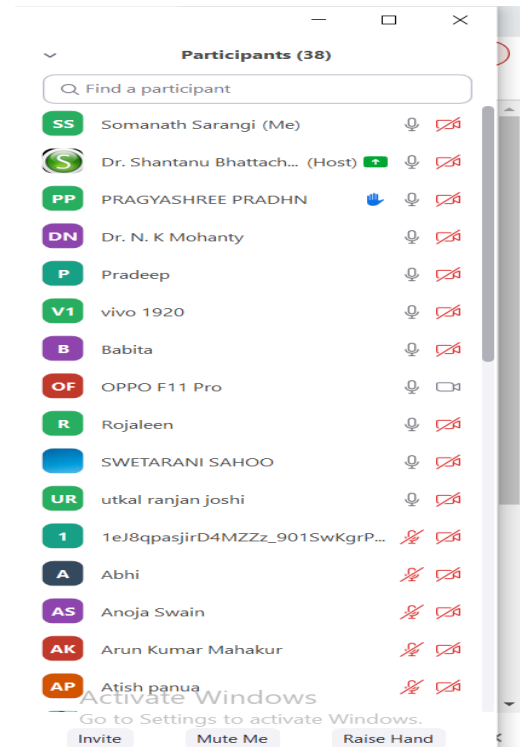 Participants (38)
Find a participant
SS Somanath Sarangi (Me)
S Dr. Shantanu Bhattach... (Host)
PP PRAGYASHREE PRADHN
DN Dr. N. K Mohanty
P Pradeep
V1 vivo 1920
B Babita
OF OPPO F11 Pro
R Rojaleen
SWETARANI SAHOO
UR utkal ranjan joshi
1 1eJ8qpasjirD4MZZz_901SwKgrP...
A Abhi
AS Anoja Swain
AK Arun Kumar Mahakur
AP Atish panua
Activate Windows
Go to Settings to activate Windows.
Invite Mute Me Raise Hand